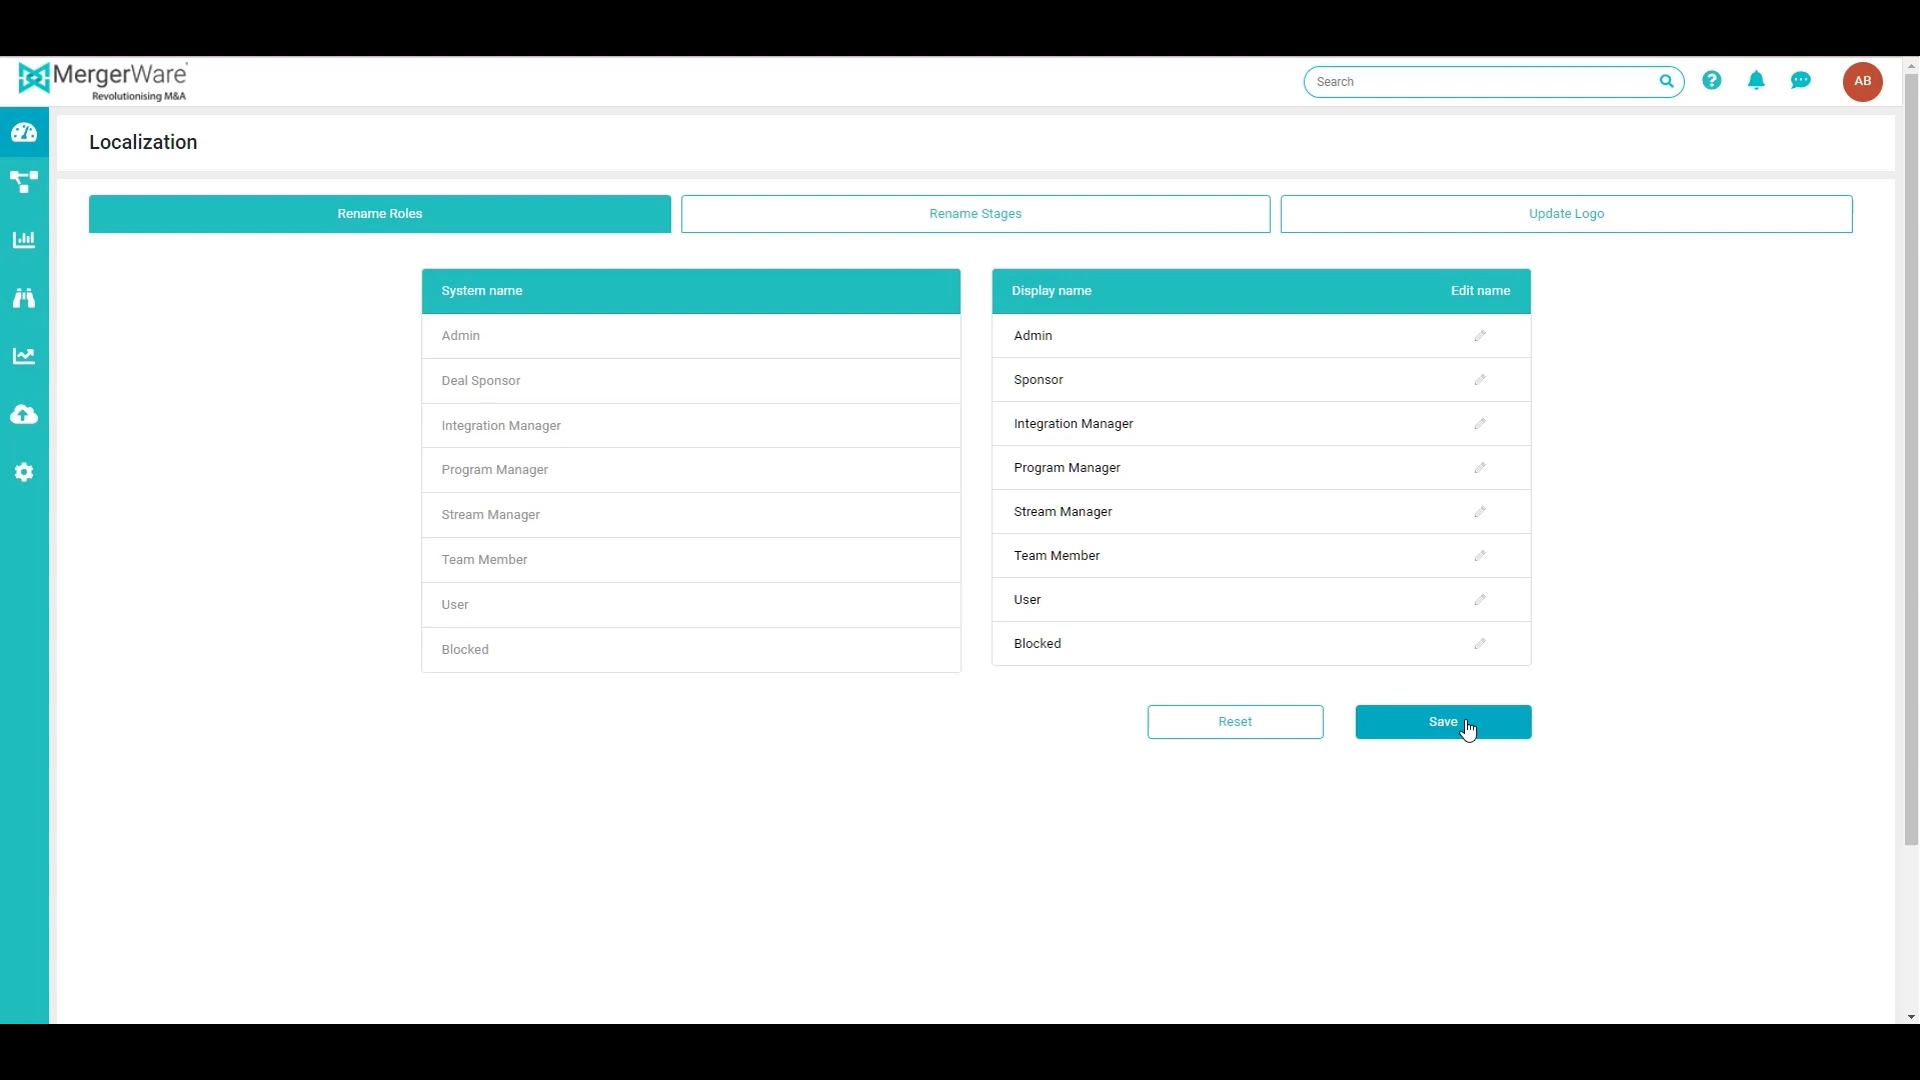 MergerWare
Revolutionising M&A
Search
AB
Localization
Rename Roles
Rename Stages
Update Logo
System name
Admin
Deal Sponsor
Integration Manager
Program Manager
Stream Manager
Team Member
User
Blocked
Display name Edit name
Admin
Sponsor
Integration Manager
Program Manager
Stream Manager
Team Member
User
Blocked
Reset
Save